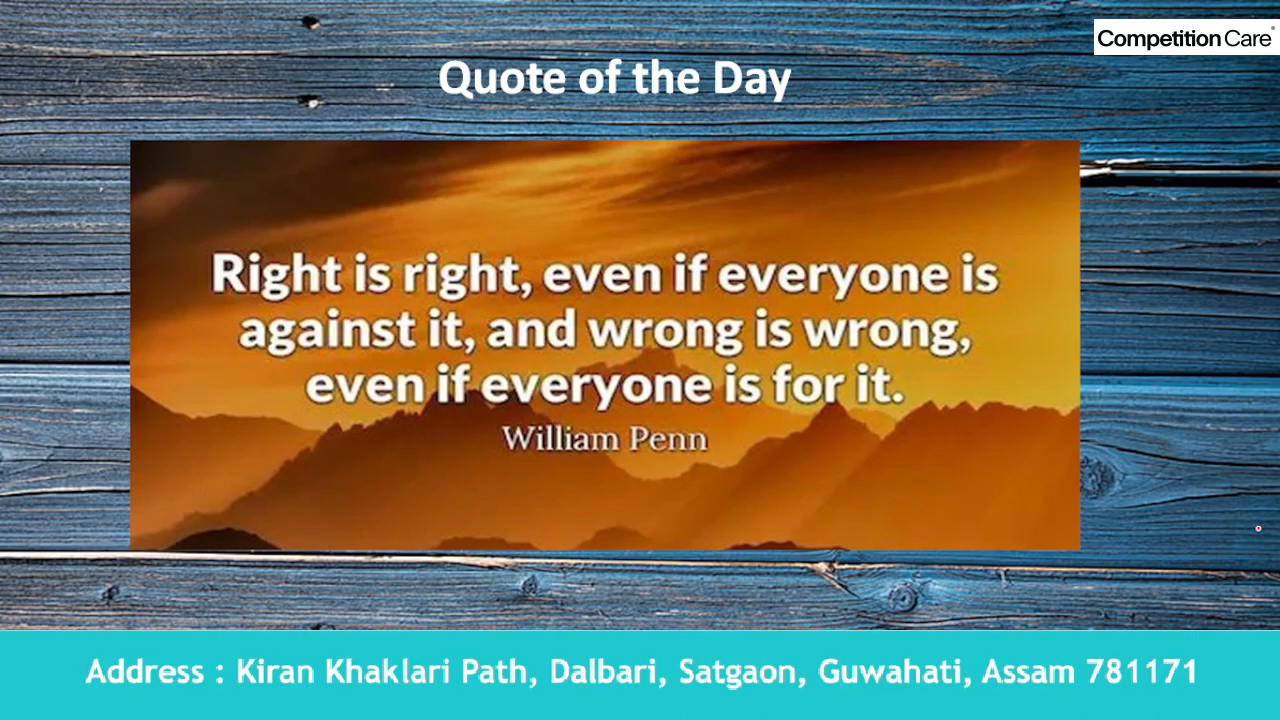 Competition Care
Quote of the Day
Right is right, even if everyone is
against it, and wrong is wrong,
even if everyone is for it.
William Penn
Address : Kiran Khaklari Path, Dalbari, Satgaon, Guwahati, Assam 781171